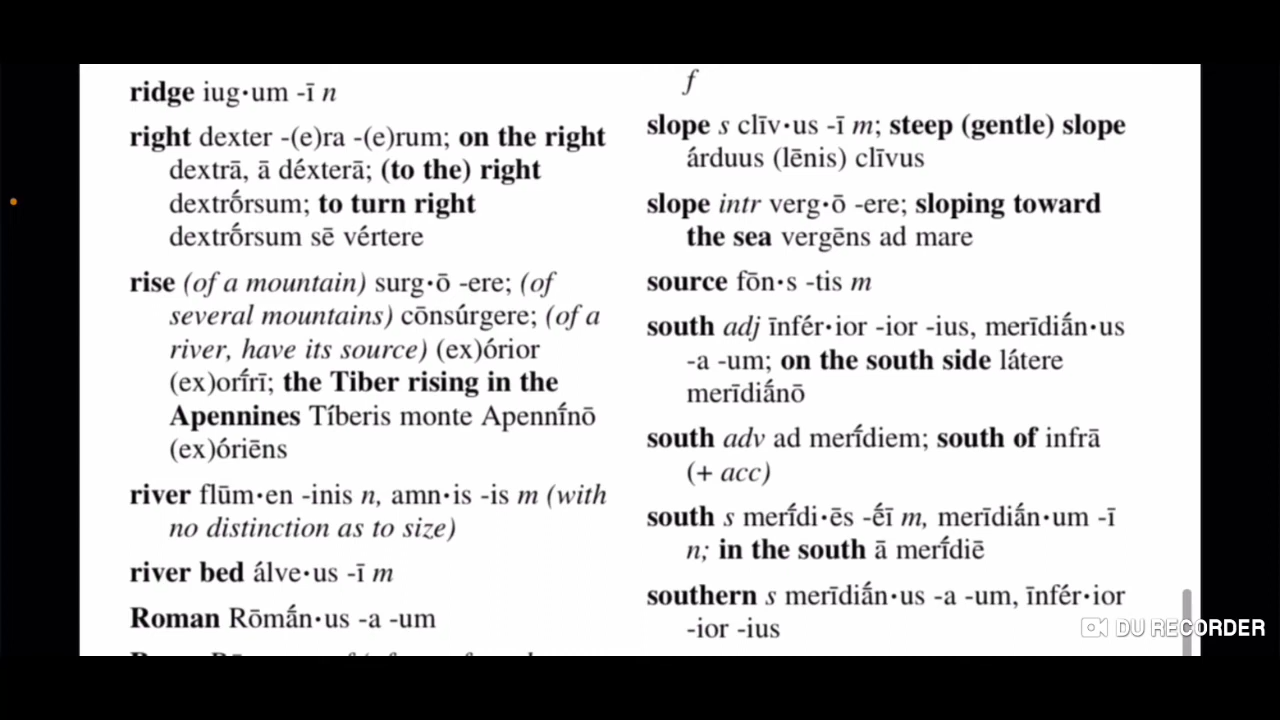 ridge iug•um -ī n
right dexter -(e)ra -(e)rum; on the right
dextrā, ā déxterā; (to the) right
dextrṓrsum; to turn right
dextrṓrsum sē vértere
rise (of a mountain) surg•ō -ere; (of
several mountains) cōnsúrgere; (of a
river, have its source) (ex)órior
(ex)orī́rī; the Tiber rising in the
Apennines Tíberis monte Apennī́nō
(ex)óriēns
river flūm•en -inis n, amn•is -is m (with
no distinction as to size)
river bed álve•us -ī m
Roman Rōmā́n•us -a -um
f
slope s clīv•us -ī m; steep (gentle) slope
árduus (lēnis) clīvus
slope intr verg•ō -ere; sloping toward
the sea vergēns ad mare
source fōn•s -tis m
south adj īnfér•ior -ior -ius, merīdiā́n•us
-a -um; on the south side látere
merīdiā́nō
south adv ad merī́diem; south of infrā
(+ acc)
south s merī́di•ēs -ḗī m, merīdiā́n•um -ī
n; in the south ā merī́diē
southern s merīdiā́n•us -a -um, īnfér•ior
-ior -ius
DU RECORDER